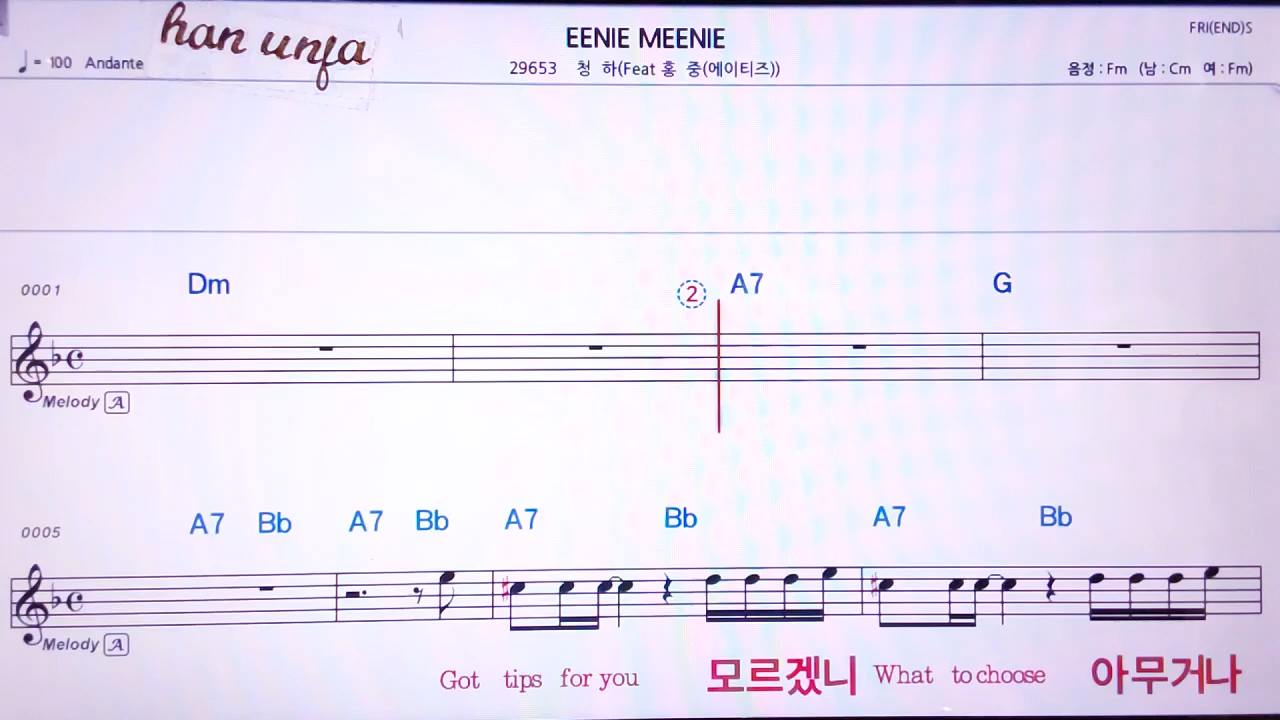 han unfa
EENIE MEENIE
FRI(END)S
♩ = 100 Andante
29653 청 하(Feat 홍 중(에이티즈))
음정 : Fm (남 : Cm 여 : Fm)
0001 Dm ② A7 G
Melody A
0005 A7 Bb A7 Bb A7 Bb A7 Bb
Melody A
Got tips for you 모르겠니 What to choose 아무거나